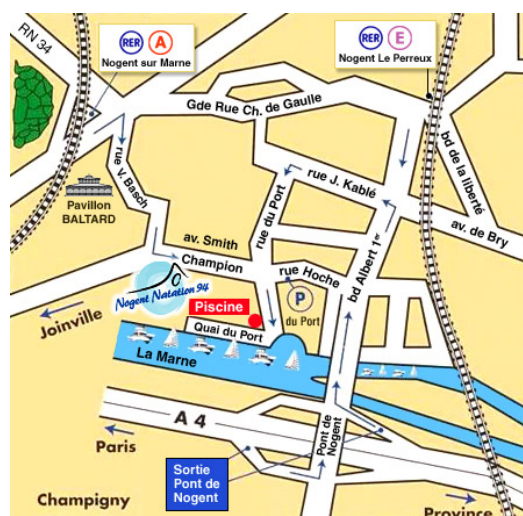 RN 34
RER A
Nogent sur Marne
RER E
Nogent Le Perreux
Gde Rue Ch. de Gaulle
bd de la liberté
rue V. Basch
rue J. Kablé
rue du Port
av. de Bry
Pavillon
BALTARD
av. Smith
Champion
bd Albert 1er
rue Hoche
P
du Port
Nogent Natation 94
Piscine
Joinville
Quai du Port
La Marne
A 4
Paris
Pont de
Nogent
Sortie
Pont de
Nogent
Champigny
Province